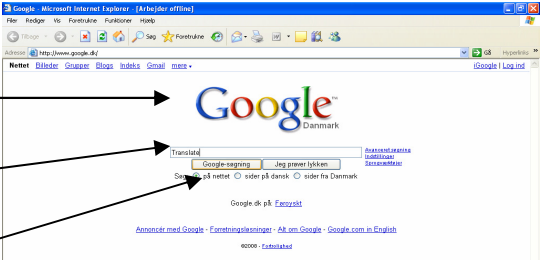 Google - Microsoft Internet Explorer - [Arbejder offline]
Filer Rediger Vis Foretrukne Funktioner Hjælp
Tilbage Søg Foretrukne
Adresse http://www.google.dk/ Gå Hyperlinks
Nettet Billeder Grupper Blogs Indeks Gmail mere iGoogle | Log ind
Google™
Danmark
Translate
Avanceret søgning
Indstillinger
Sprogværktøjer
Google-søgning Jeg prøver lykken
Søg: på nettet sider på dansk sider fra Danmark
Google.dk på: Føroyskt
Annoncér med Google - Forretningsløsninger - Alt om Google - Google.com in English
©2008 - Fortrolighed